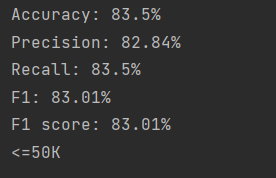 Accuracy: 83.5%
Precision: 82.84%
Recall: 83.5%
F1: 83.01%
F1 score: 83.01%
<=50K